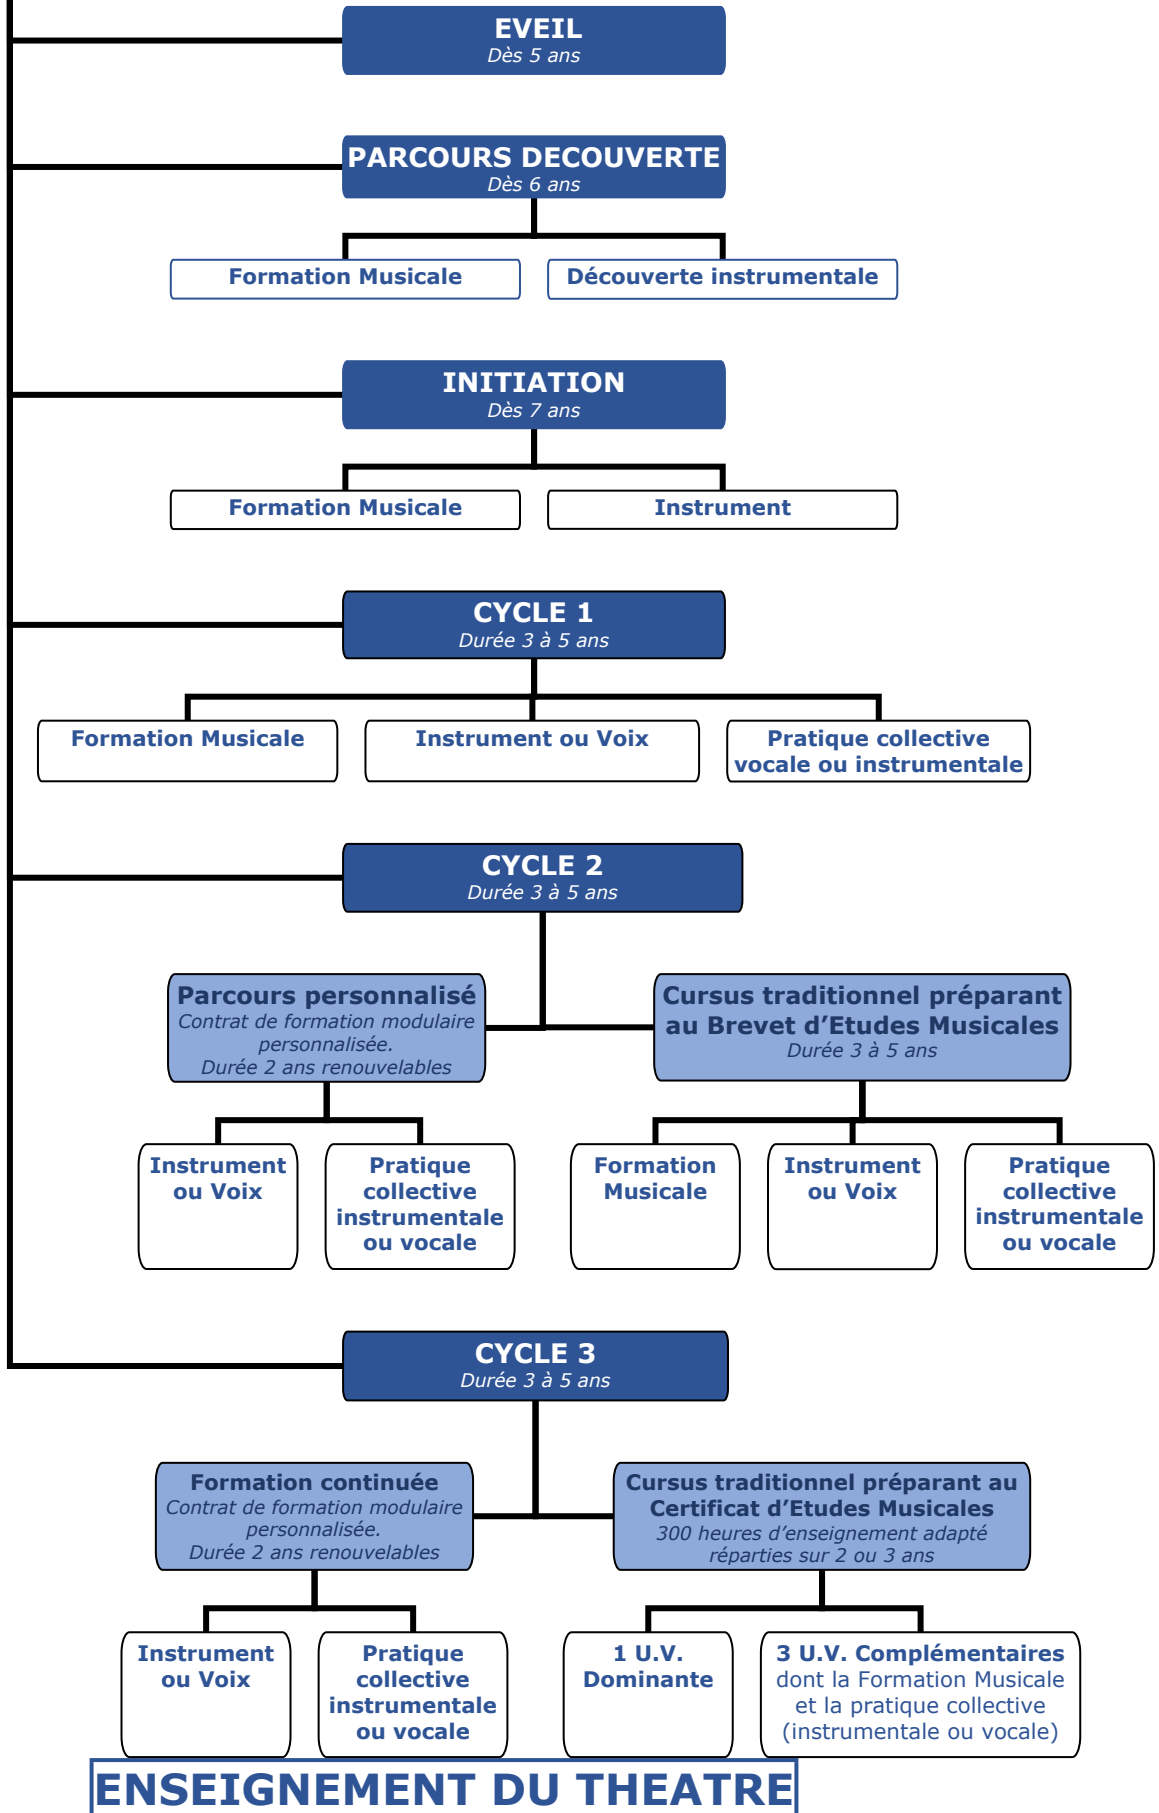 EVEIL
Dès 5 ans
PARCOURS DECOUVERTE
Dès 6 ans
Formation Musicale
Découverte instrumentale
INITIATION
Dès 7 ans
Formation Musicale
Instrument
CYCLE 1
Durée 3 à 5 ans
Formation Musicale
Instrument ou Voix
Pratique collective
vocale ou instrumentale
CYCLE 2
Durée 3 à 5 ans
Parcours personnalisé
Contrat de formation modulaire
personnalisée.
Durée 2 ans renouvelables
Cursus traditionnel préparant
au Brevet d’Etudes Musicales
Durée 3 à 5 ans
Instrument
ou Voix
Pratique
collective
instrumentale
ou vocale
Formation
Musicale
Instrument
ou Voix
Pratique
collective
instrumentale
ou vocale
CYCLE 3
Durée 3 à 5 ans
Formation continuée
Contrat de formation modulaire
personnalisée.
Durée 2 ans renouvelables
Cursus traditionnel préparant au
Certificat d’Etudes Musicales
300 heures d’enseignement adapté
réparties sur 2 ou 3 ans
Instrument
ou Voix
Pratique
collective
instrumentale
ou vocale
1 U.V.
Dominante
3 U.V. Complémentaires
dont la Formation Musicale
et la pratique collective
(instrumentale ou vocale)
ENSEIGNEMENT DU THEATRE